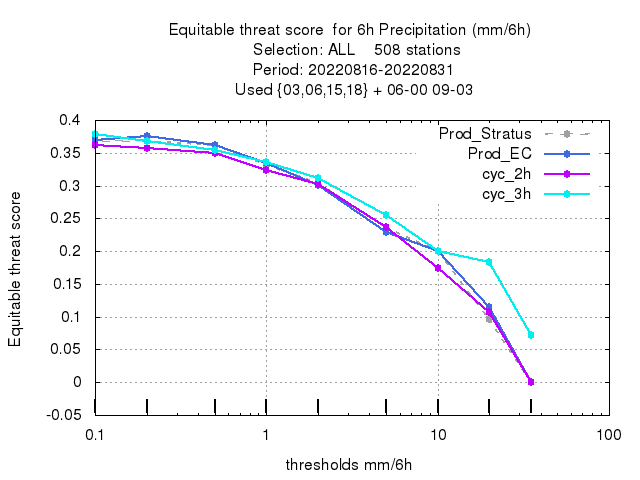 Equitable threat score for 6h Precipitation (mm/6h)
Selection: ALL 508 stations
Period: 20220816-20220831
Used {03,06,15,18} + 06-00 09-03
Prod_Stratus
Prod_EC
cyc_2h
cyc_3h
Equitable threat score
0.4
0.35
0.3
0.25
0.2
0.15
0.1
0.05
0
-0.05
0.1
1
10
100
thresholds mm/6h